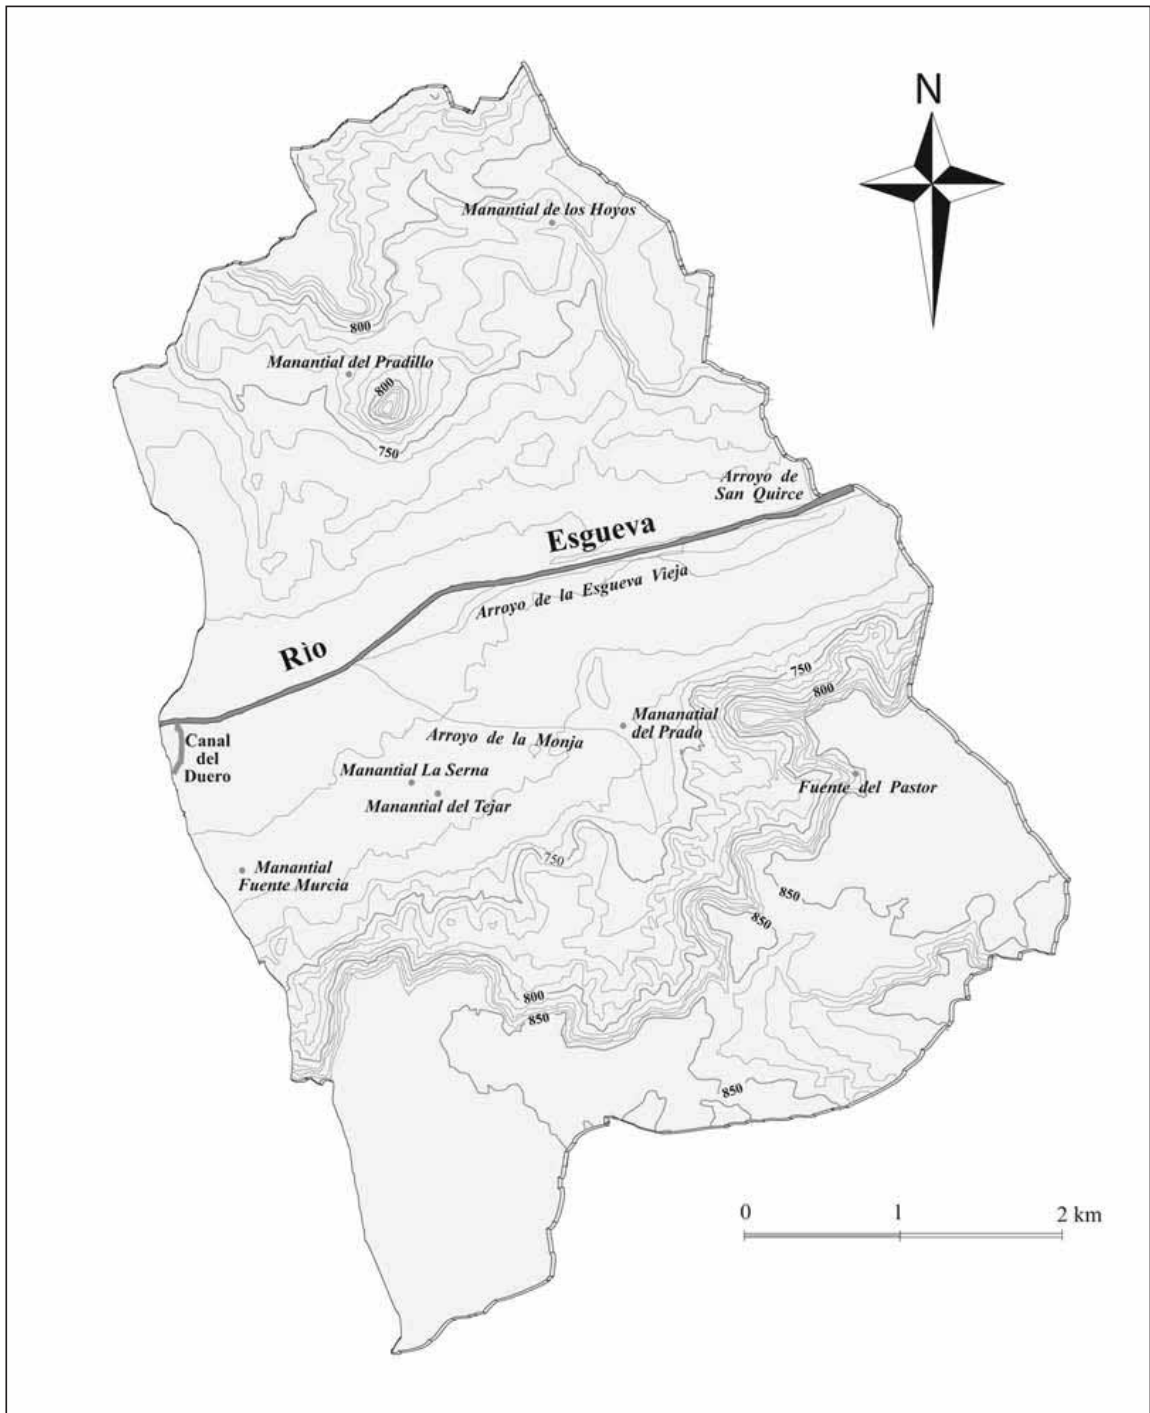 N
Manantial de los Hoyos
800
Manantial del Pradillo
800
750
Arroyo de
San Quirce
Esgueva
Arroyo de la Esgueva Vieja
Rìo
750
800
Mananatial
del Prado
Arroyo de la Monja
Canal
del
Duero
Manantial La Serna
Manantial del Tejar
Fuente del Pastor
750
Manantial
Fuente Murcia
850
850
800
850
850
0 1 2 km